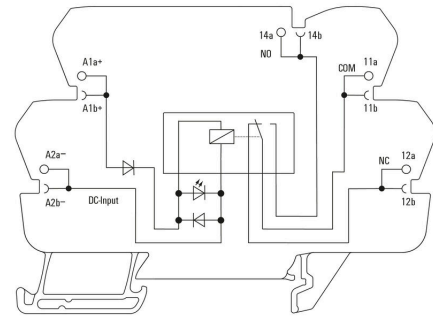 14a 14b
NO
A1a+
A1b+
COM 11a
11b
A2a−
A2b−
DC-Input
NC 12a
12b